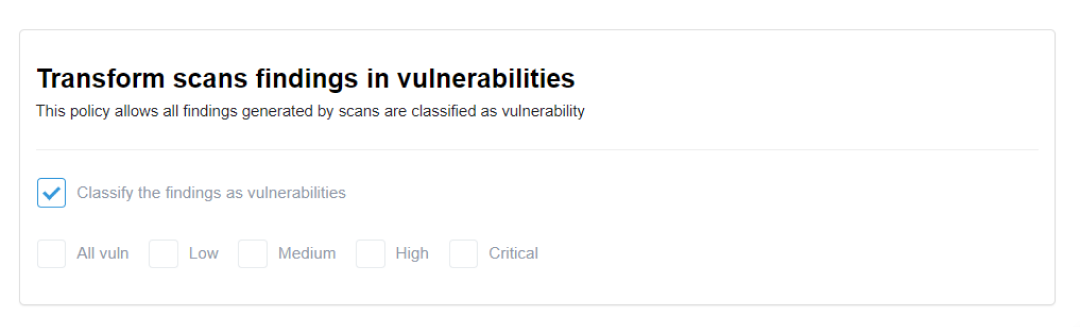 Transform scans findings in vulnerabilities
This policy allows all findings generated by scans are classified as vulnerability
Classify the findings as vulnerabilities
All vuln Low Medium High Critical